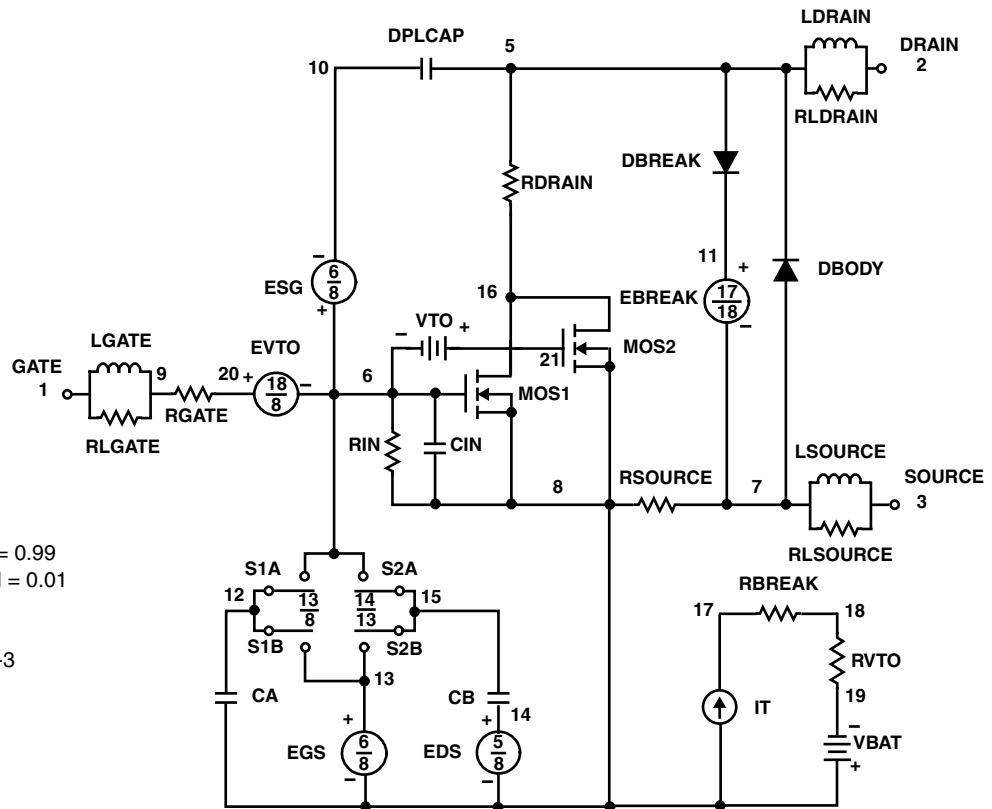 LDRAIN
DPLCAP
5
DRAIN
2
10
RLDRAIN
DBREAK
RDRAIN
11
+
−
ESG
6
8
+
16
EBREAK
17
18
−
DBODY
LGATE
EVTO
−
VTO
+
GATE
1
9
20
+
18
8
−
6
21
MOS2
MOS1
RGATE
RLGATE
RIN
CIN
LSOURCE
RSOURCE
8
7
SOURCE
3
RLSOURCE
= 0.99
= 0.01
-3
S1A
S2A
12
13
8
14
13
15
S1B
S2B
RBREAK
17
18
RVTO
13
CA
CB
+
14
19
+
EGS
6
8
−
EDS
5
8
−
IT
−
VBAT
+